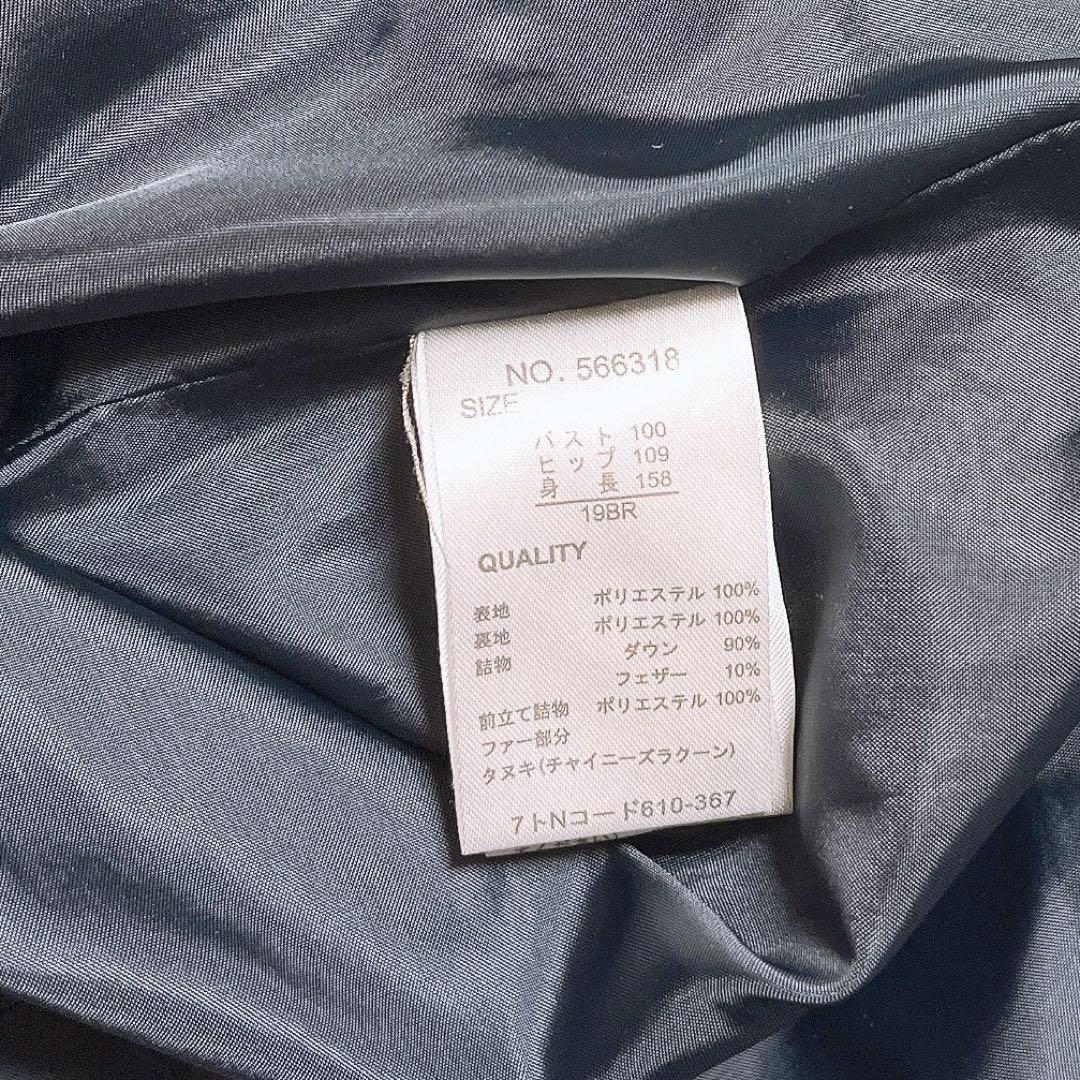 NO. 566318
SIZE
バスト 100
ヒップ 109
身長 158
19BR
QUALITY
表地 ポリエステル 100%
裏地 ポリエステル 100%
詰物 ダウン 90%
フェザー 10%
前立て詰物 ポリエステル 100%
ファー部分
タヌキ(チャイニーズラクーン)
7トNコード610-367